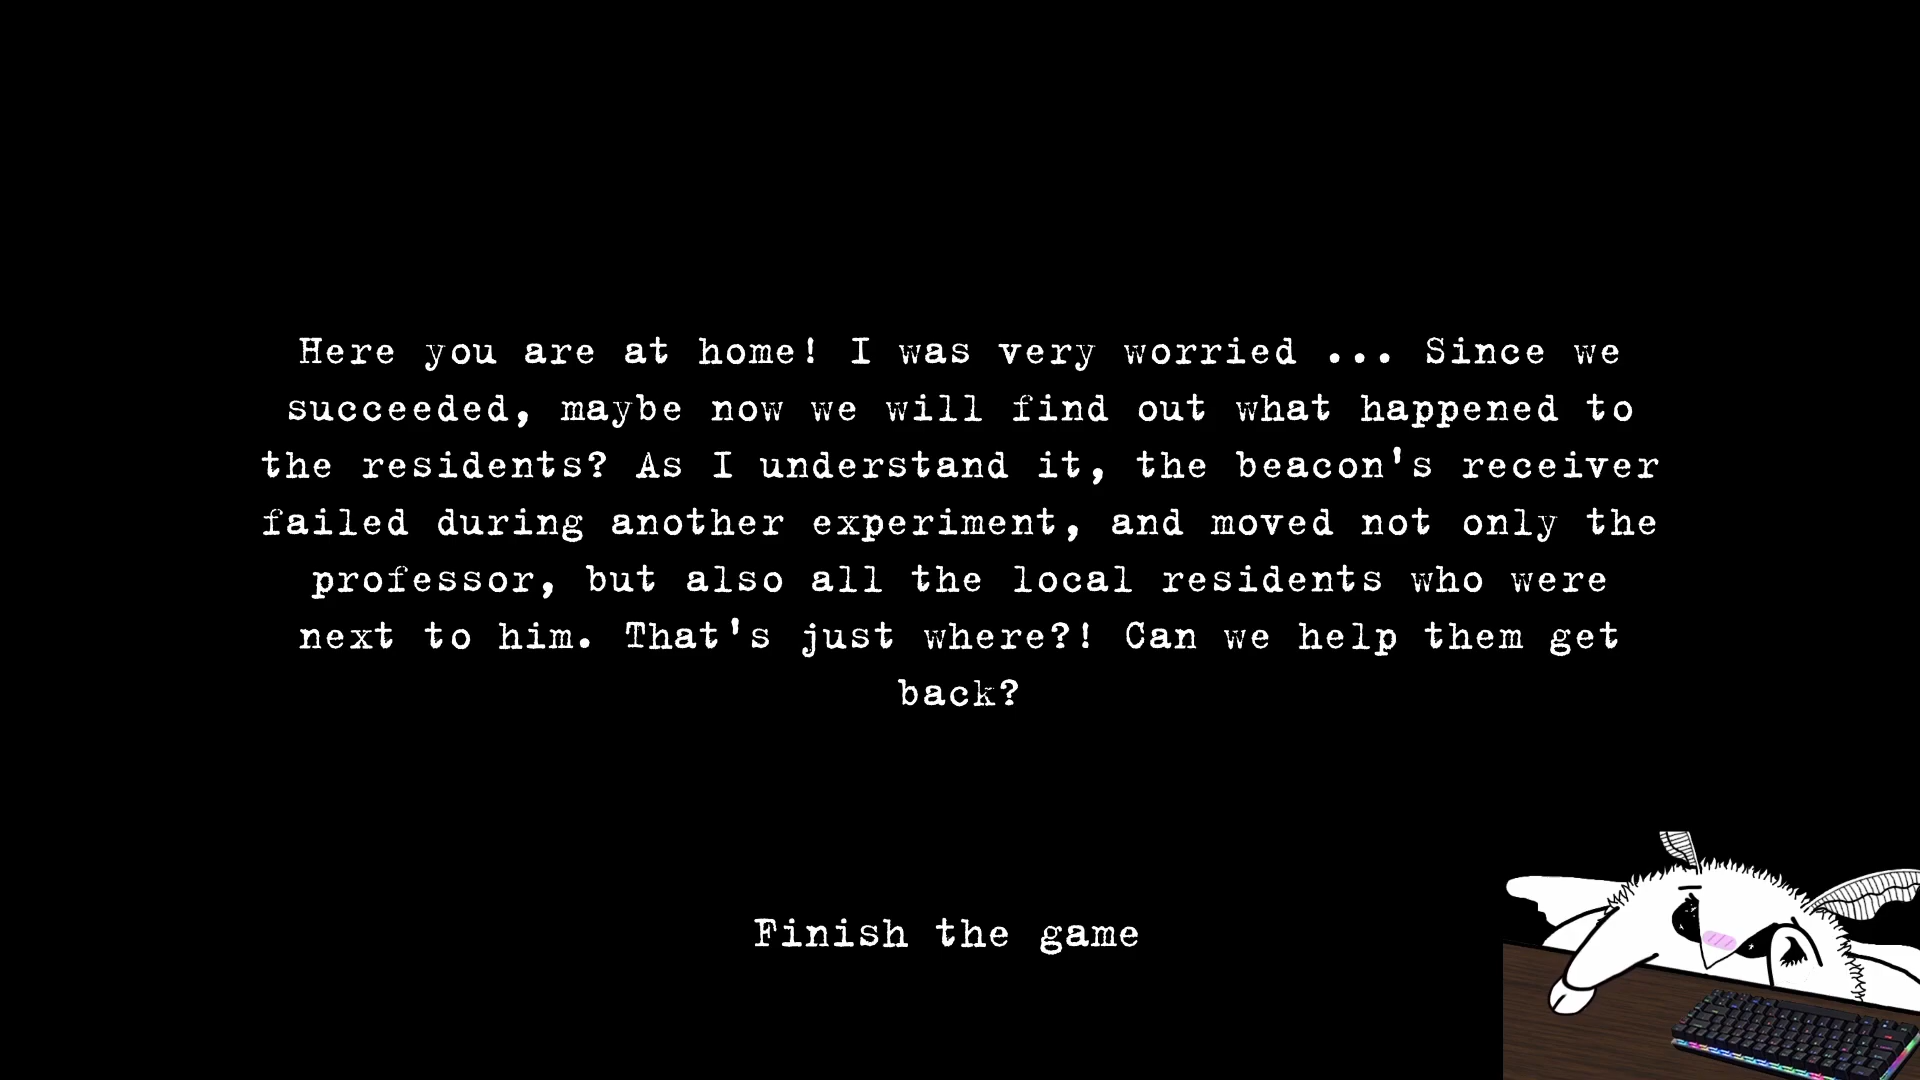 Here you are at home! I was very worried ... Since we
succeeded, maybe now we will find out what happened to
the residents? As I understand it, the beacon's receiver
failed during another experiment, and moved not only the
professor, but also all the local residents who were
next to him. That's just where?! Can we help them get
back?
Finish the game